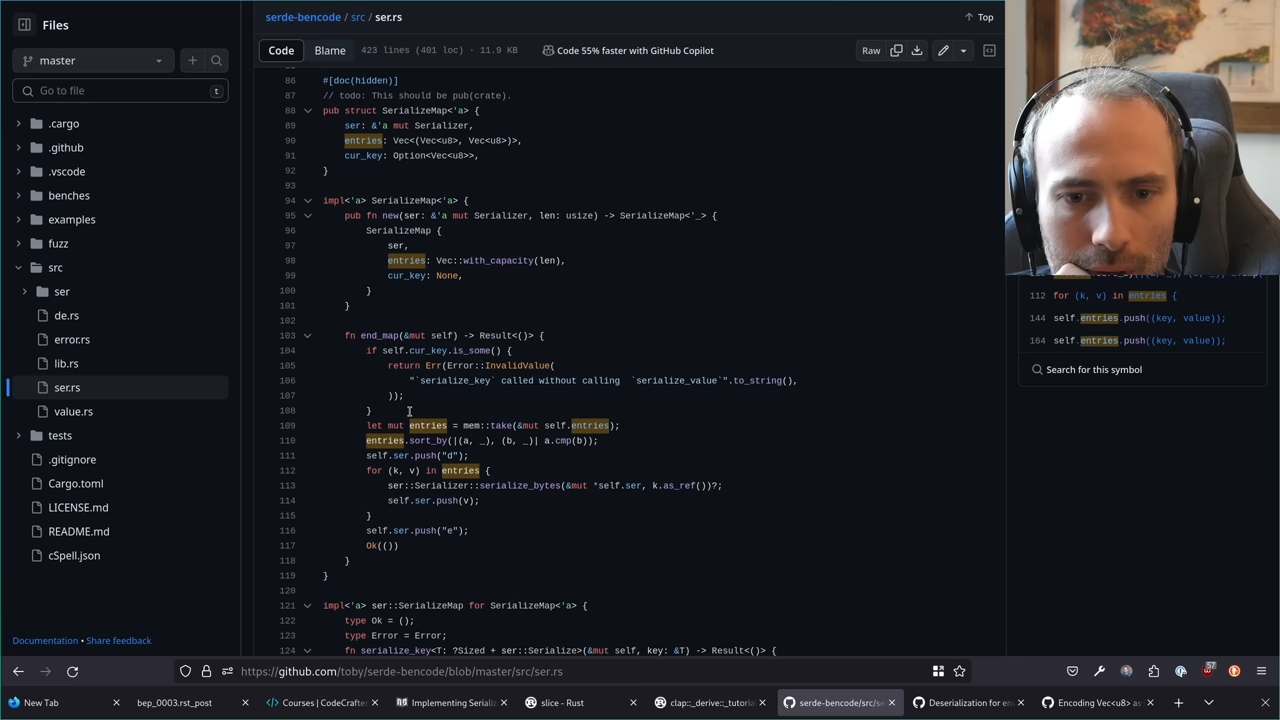 Files
master
Go to file
t
.cargo
.github
.vscode
benches
examples
fuzz
src
ser
de.rs
error.rs
lib.rs
ser.rs
value.rs
tests
.gitignore
Cargo.toml
LICENSE.md
README.md
cSpell.json
Documentation • Share feedback
serde-bencode / src / ser.rs
Top
Code Blame 423 lines (401 loc) · 11.9 KB Code 55% faster with GitHub Copilot Raw
86 #[doc(hidden)]
87 // todo: This should be pub(crate).
88 pub struct SerializeMap<'a> {
89 ser: &'a mut Serializer,
90 entries: Vec<(Vec<u8>, Vec<u8>)>,
91 cur_key: Option<Vec<u8>>,
92 }
93
94 impl<'a> SerializeMap<'a> {
95 pub fn new(ser: &'a mut Serializer, len: usize) -> SerializeMap<'_> {
96 SerializeMap {
97 ser,
98 entries: Vec::with_capacity(len),
99 cur_key: None,
100 }
101 }
102
103 fn end_map(&mut self) -> Result<()> {
104 if self.cur_key.is_some() {
105 return Err(Error::InvalidValue(
106 "`serialize_key` called without calling  `serialize_value`".to_string(),
107 ));
108 }
109 let mut entries = mem::take(&mut self.entries);
110 entries.sort_by(|(a, _), (b, _)| a.cmp(b));
111 self.ser.push("d");
112 for (k, v) in entries {
113 ser::Serializer::serialize_bytes(&mut *self.ser, k.as_ref())?;
114 self.ser.push(v);
115 }
116 self.ser.push("e");
117 Ok(())
118 }
119 }
120
121 impl<'a> ser::SerializeMap for SerializeMap<'a> {
122 type Ok = ();
123 type Error = Error;
124 fn serialize_key<T: ?Sized + ser::Serialize>(&mut self, key: &T) -> Result<()> {
112 for (k, v) in entries {
144 self.entries.push((key, value));
164 self.entries.push((key, value));
Search for this symbol
https://github.com/toby/serde-bencode/blob/master/src/ser.rs
57
New Tab
bep_0003.rst_post
Courses | CodeCrafter
Implementing Seriali
slice - Rust
clap::_derive::_tutoria
serde-bencode/src/se
Deserialization for en
Encoding Vec<u8> as